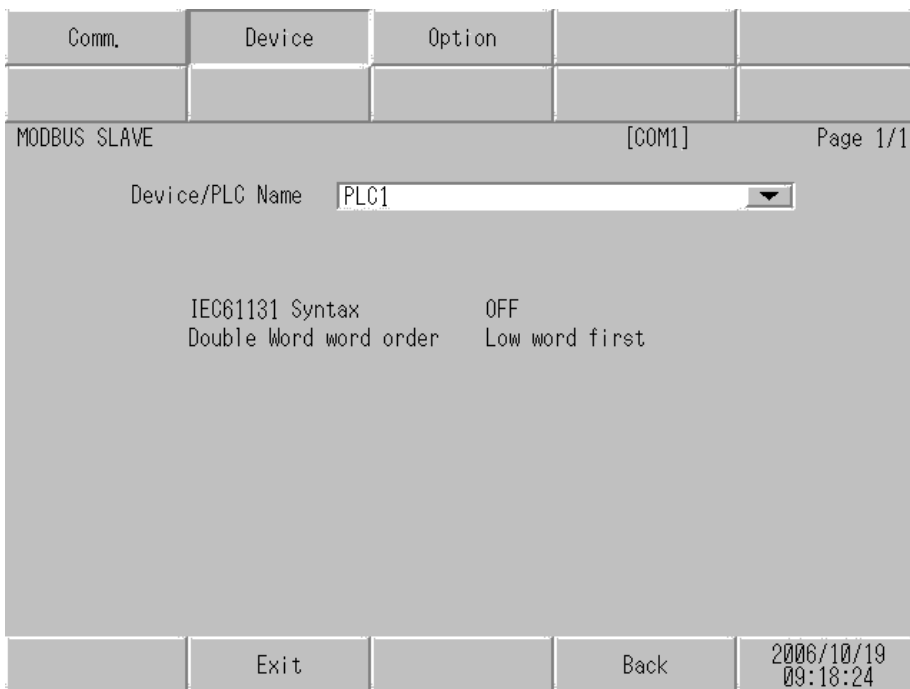 Comm. Device Option
MODBUS SLAVE [COM1] Page 1/1
Device/PLC Name PLC1
IEC61131 Syntax OFF
Double Word word order Low word first
Exit Back 2006/10/19
09:18:24